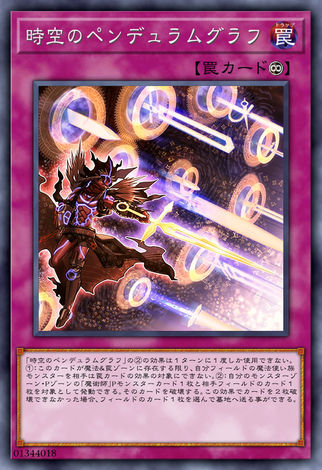 時空のペンデュラムグラフ
罠
トラップ
【罠カード】
「時空のペンデュラムグラフ」の②の効果は1ターンに1度しか使用できない。
①:このカードが魔法&罠ゾーンに存在する限り、自分フィールドの魔法使い族
モンスターを相手は罠カードの効果の対象にできない。②:自分のモンスターゾ
ーン・Pゾーンの「魔術師」Pモンスターカード1枚と相手フィールドのカード1
枚を対象として発動できる。そのカードを破壊する。この効果でカードを2枚破
壊できなかった場合、フィールドのカード1枚を選んで墓地へ送る事ができる。
01344018